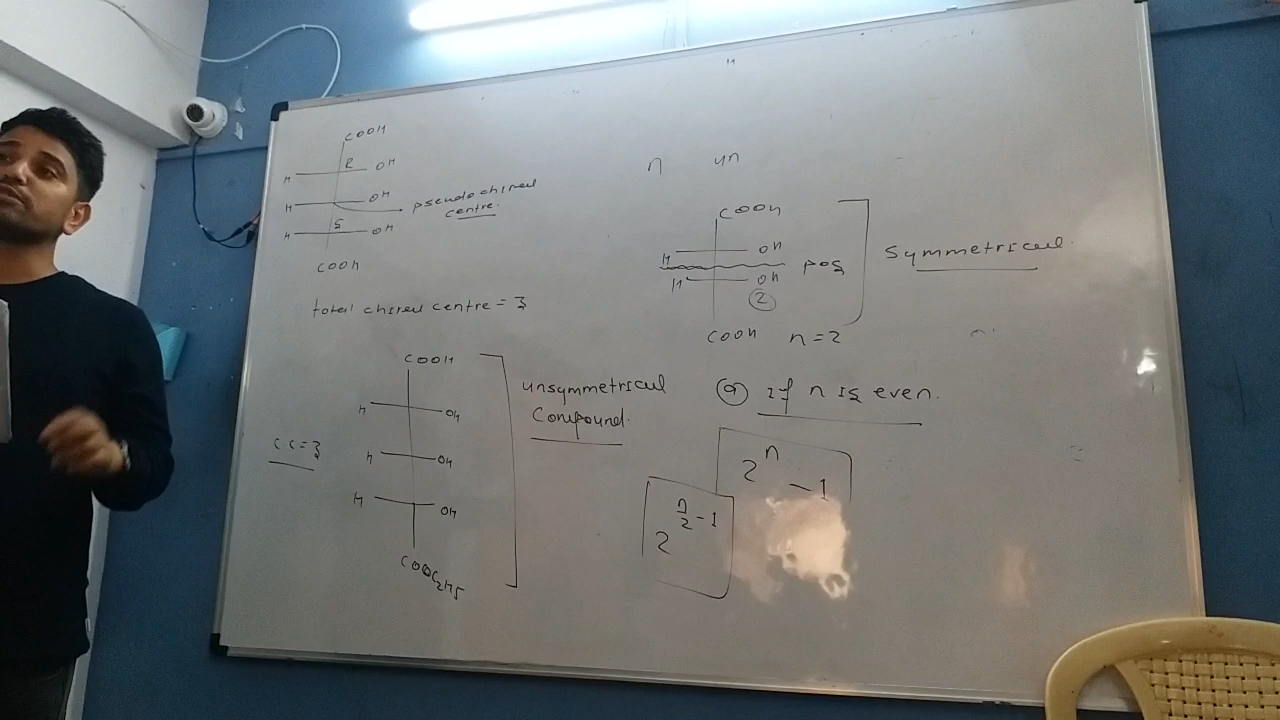 COOH
R
H OH
H OH
pseudo chiral
centre.
S
H OH
COOH
total chiral centre = 3
COOH
H OH
CC=3
H OH
H OH
COOC2H5
unsymmetrical
Compound.
n un
COOH
H OH
pos
H OH
2
COOH n=2
Symmetrical.
a if n is even.
2^n - 1
2^n/2 - 1